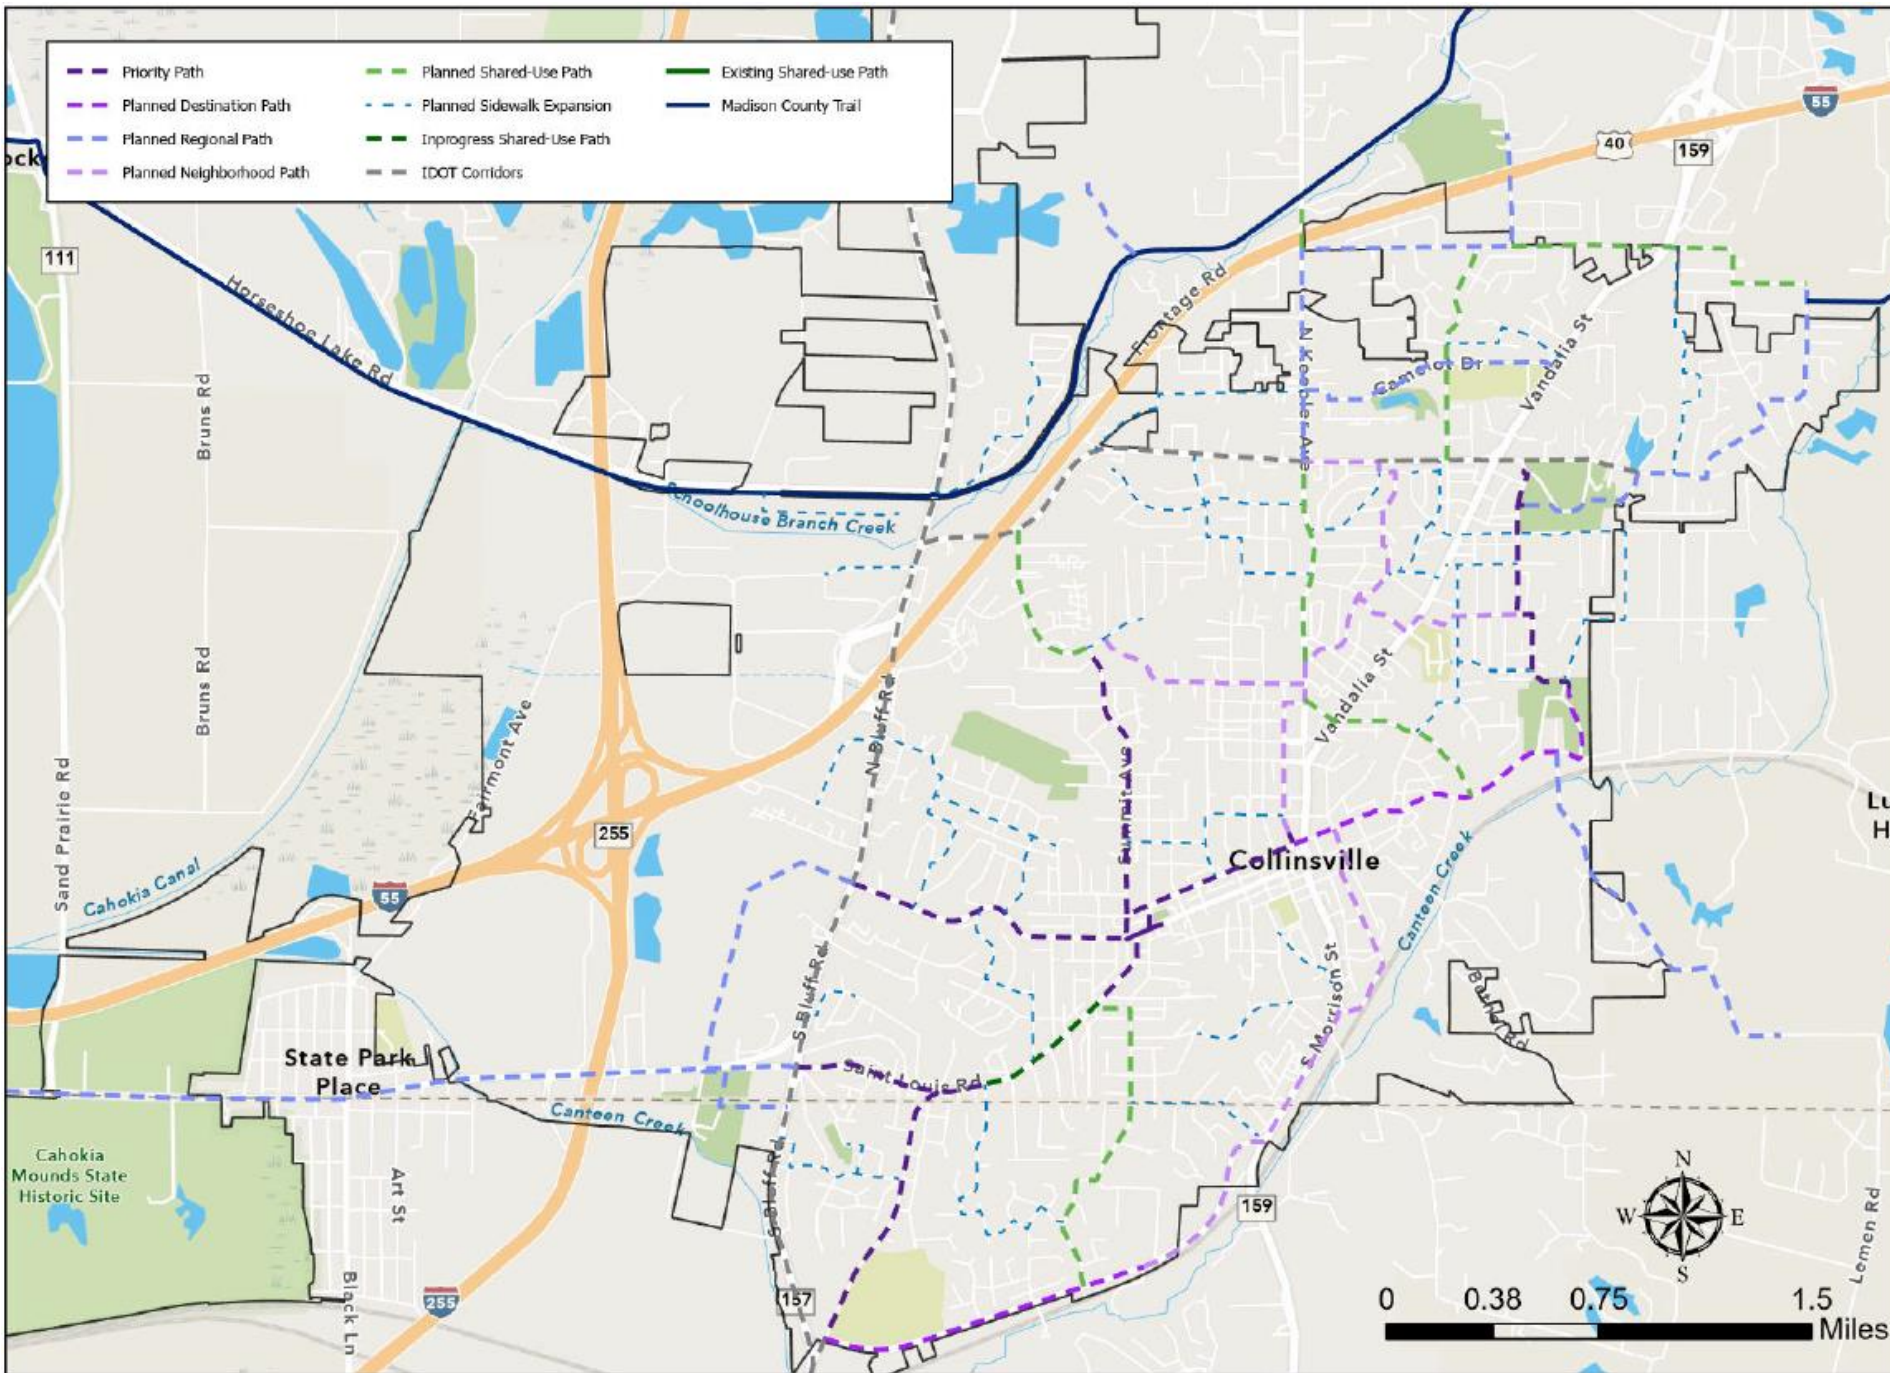 Priority Path
Planned Destination Path
Planned Regional Path
Planned Neighborhood Path
Planned Shared-Use Path
Planned Sidewalk Expansion
Inprogress Shared-Use Path
IDOT Corridors
Existing Shared-use Path
Madison County Trail
55
40
159
111
Horseshoe Lake Rd
Frontage Rd
N Keebler Ave
Camelot Dr
Vandalia St
Bruns Rd
Schoolhouse Branch Creek
Bruns Rd
Vandalia St
Fairmont Ave
N Bluff Rd
Sand Prairie Rd
Summit Ave
255
Lu
H
Collinsville
Cahokia Canal
55
Canteen Creek
S Bluff Rd
S Morrison St
State Park
Place
Saint Louis Rd
Canteen Creek
Cahokia
Mounds State
Historic Site
Art St
S Bluff Rd
159
N
W
E
S
Lemen Rd
Black Ln
255
157
0 0.38 0.75 1.5
Miles